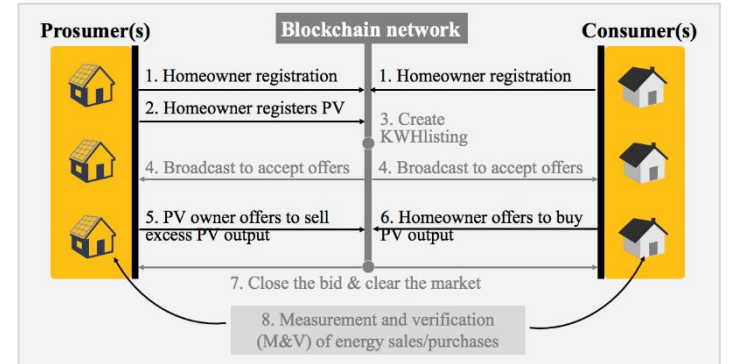 Prosumer(s)
Blockchain network
Consumer(s)
1. Homeowner registration
1. Homeowner registration
2. Homeowner registers PV
3. Create
KWHlisting
4. Broadcast to accept offers
4. Broadcast to accept offers
5. PV owner offers to sell
excess PV output
6. Homeowner offers to buy
PV output
7. Close the bid & clear the market
8. Measurement and verification
(M&V) of energy sales/purchases